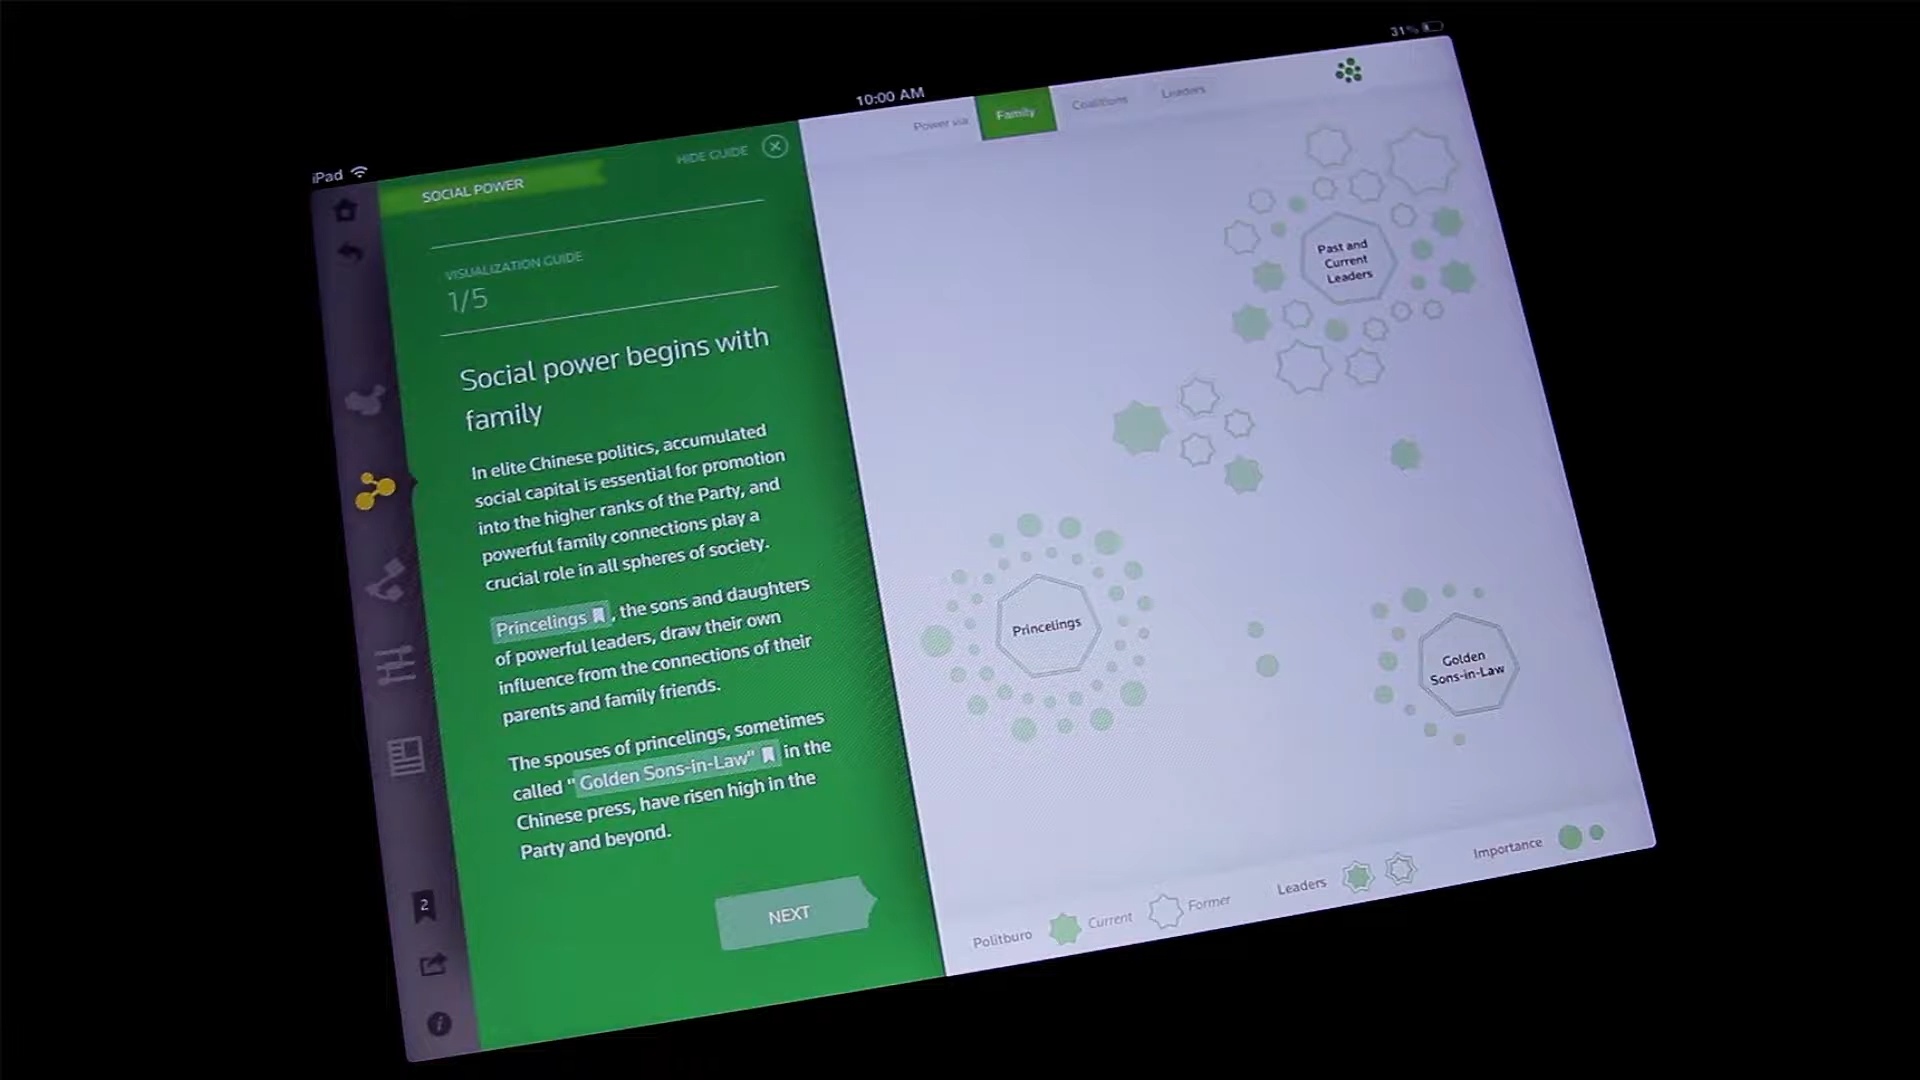 iPad
10:00 AM
31%
SOCIAL POWER
HIDE GUIDE
VISUALIZATION GUIDE
1/5
Social power begins with
family
In elite Chinese politics, accumulated
social capital is essential for promotion
into the higher ranks of the Party, and
powerful family connections play a
crucial role in all spheres of society.
Princelings, the sons and daughters
of powerful leaders, draw their own
influence from the connections of their
parents and family friends.
The spouses of princelings, sometimes
called "Golden Sons-in-Law" in the
Chinese press, have risen high in the
Party and beyond.
NEXT
2
Power via
Family
Coalitions
Leaders
Past and
Current
Leaders
Princelings
Golden
Sons-in-Law
Politburo
Current
Former
Leaders
Importance